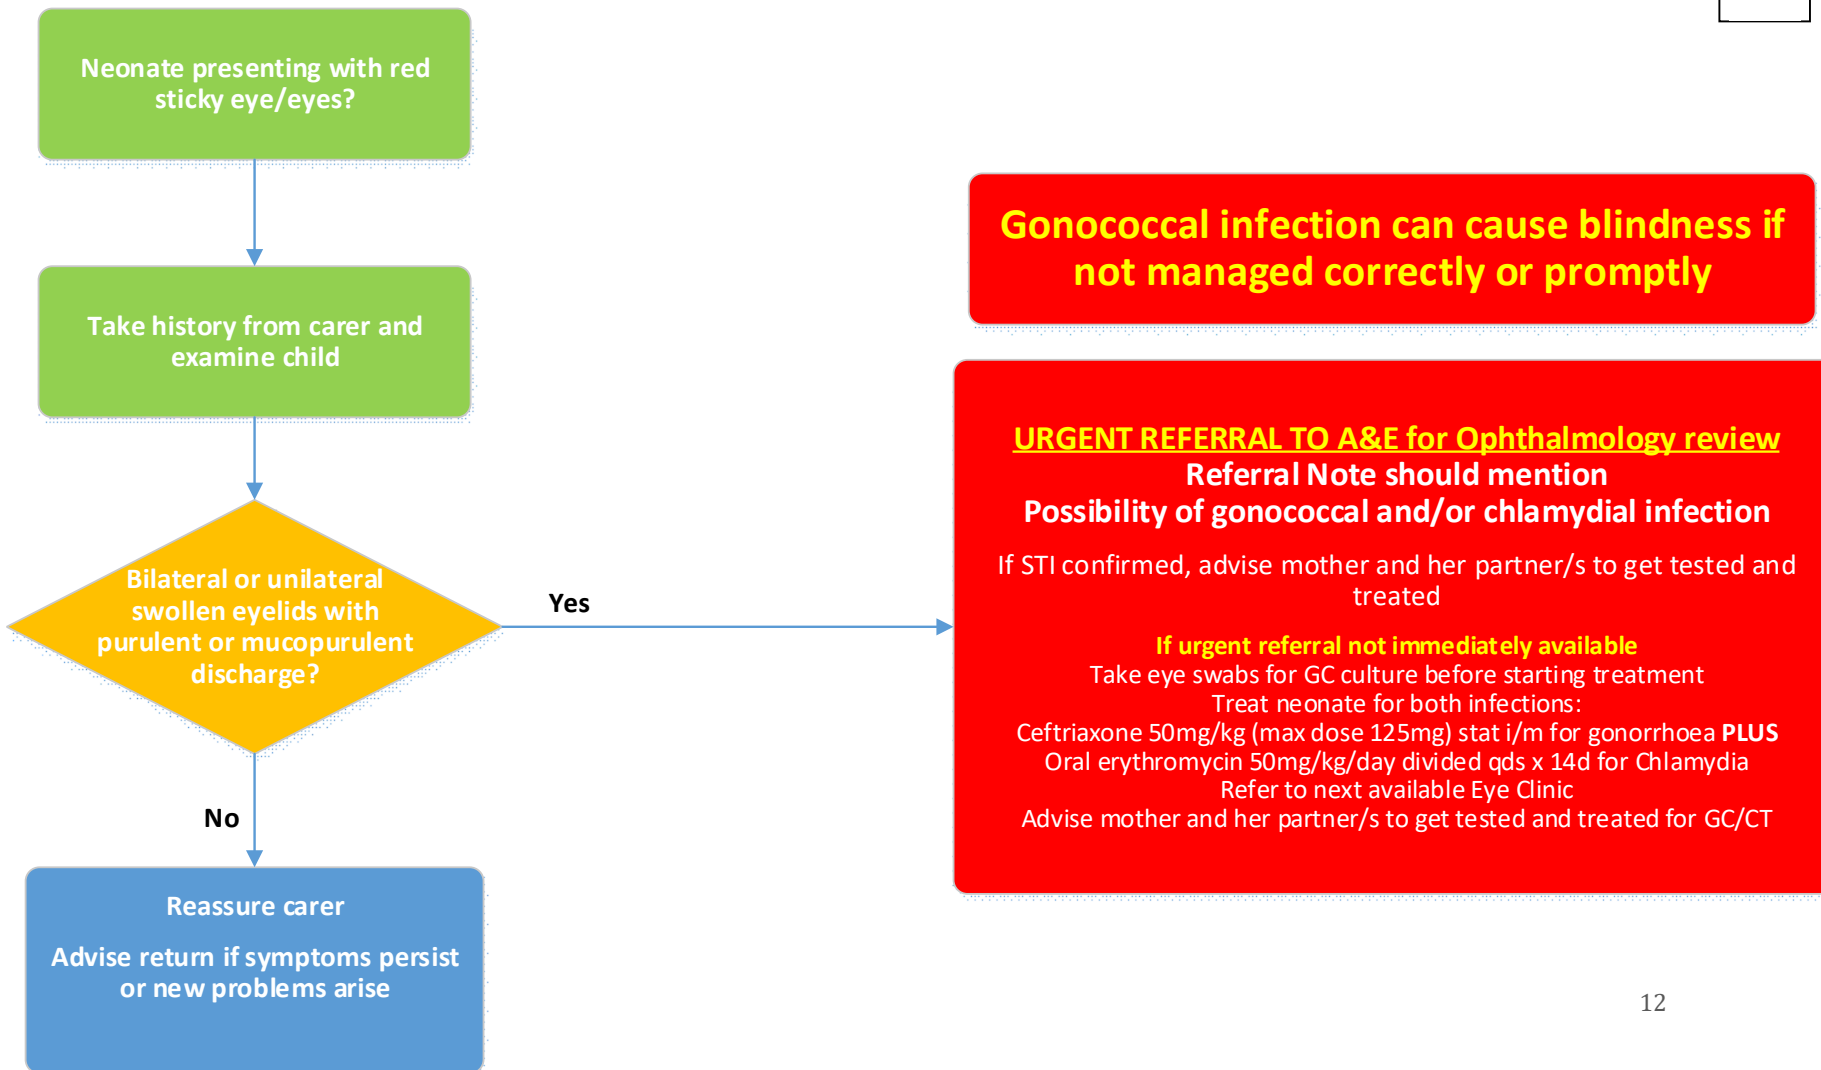 Neonate presenting with red
sticky eye/eyes?
Take history from carer and
examine child
Bilateral or unilateral
swollen eyelids with
purulent or mucopurulent
discharge?
Yes
No
Reassure carer
Advise return if symptoms persist
or new problems arise
Gonococcal infection can cause blindness if
not managed correctly or promptly
URGENT REFERRAL TO A&E for Ophthalmology review
Referral Note should mention
Possibility of gonococcal and/or chlamydial infection
If STI confirmed, advise mother and her partner/s to get tested and
treated
If urgent referral not immediately available
Take eye swabs for GC culture before starting treatment
Treat neonate for both infections:
Ceftriaxone 50mg/kg (max dose 125mg) stat i/m for gonorrhoea PLUS
Oral erythromycin 50mg/kg/day divided qds x 14d for Chlamydia
Refer to next available Eye Clinic
Advise mother and her partner/s to get tested and treated for GC/CT
12